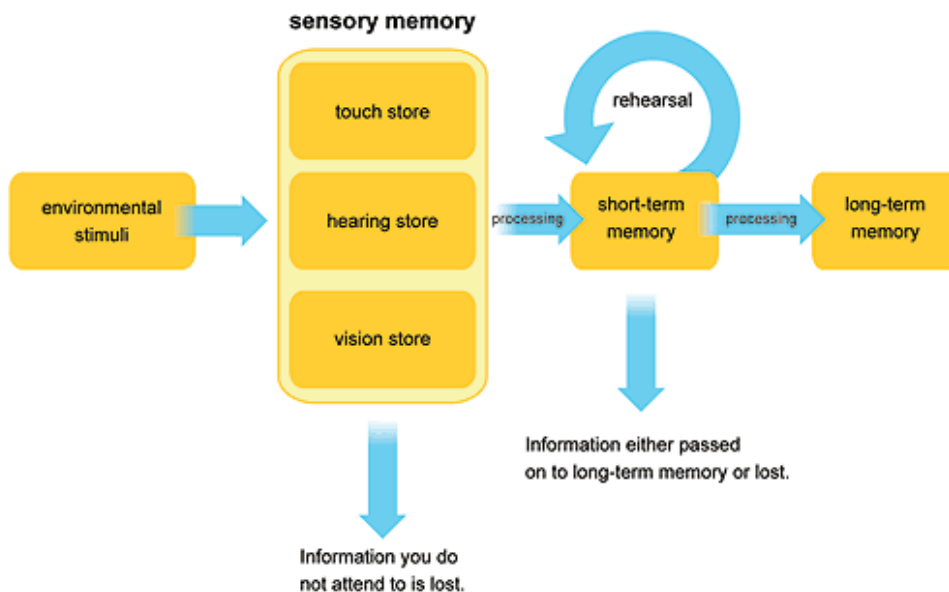 sensory memory
touch store
rehearsal
environmental
stimuli
hearing store
processing
short-term
memory
processing
long-term
memory
vision store
Information either passed
on to long-term memory or lost.
Information you do
not attend to is lost.